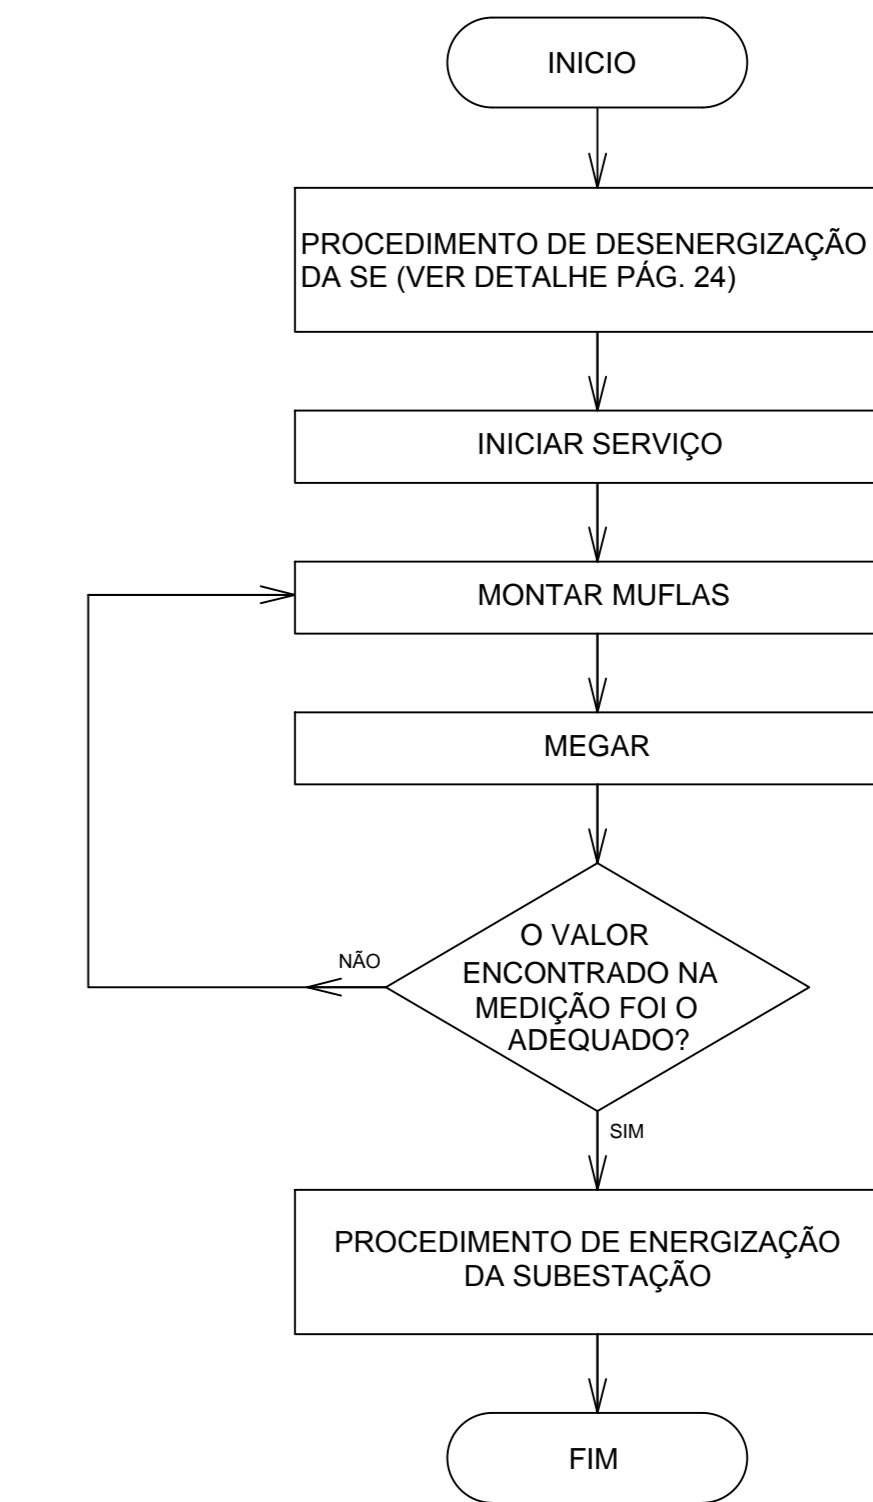 INICIO
PROCEDIMENTO DE DESENERGIZAÇÃO
DA SE (VER DETALHE PÁG. 24)
INICIAR SERVIÇO
MONTAR MUFLAS
MEGAR
O VALOR
ENCONTRADO NA
MEDIÇÃO FOI O
ADEQUADO?
NÃO
SIM
PROCEDIMENTO DE ENERGIZAÇÃO
DA SUBESTAÇÃO
FIM